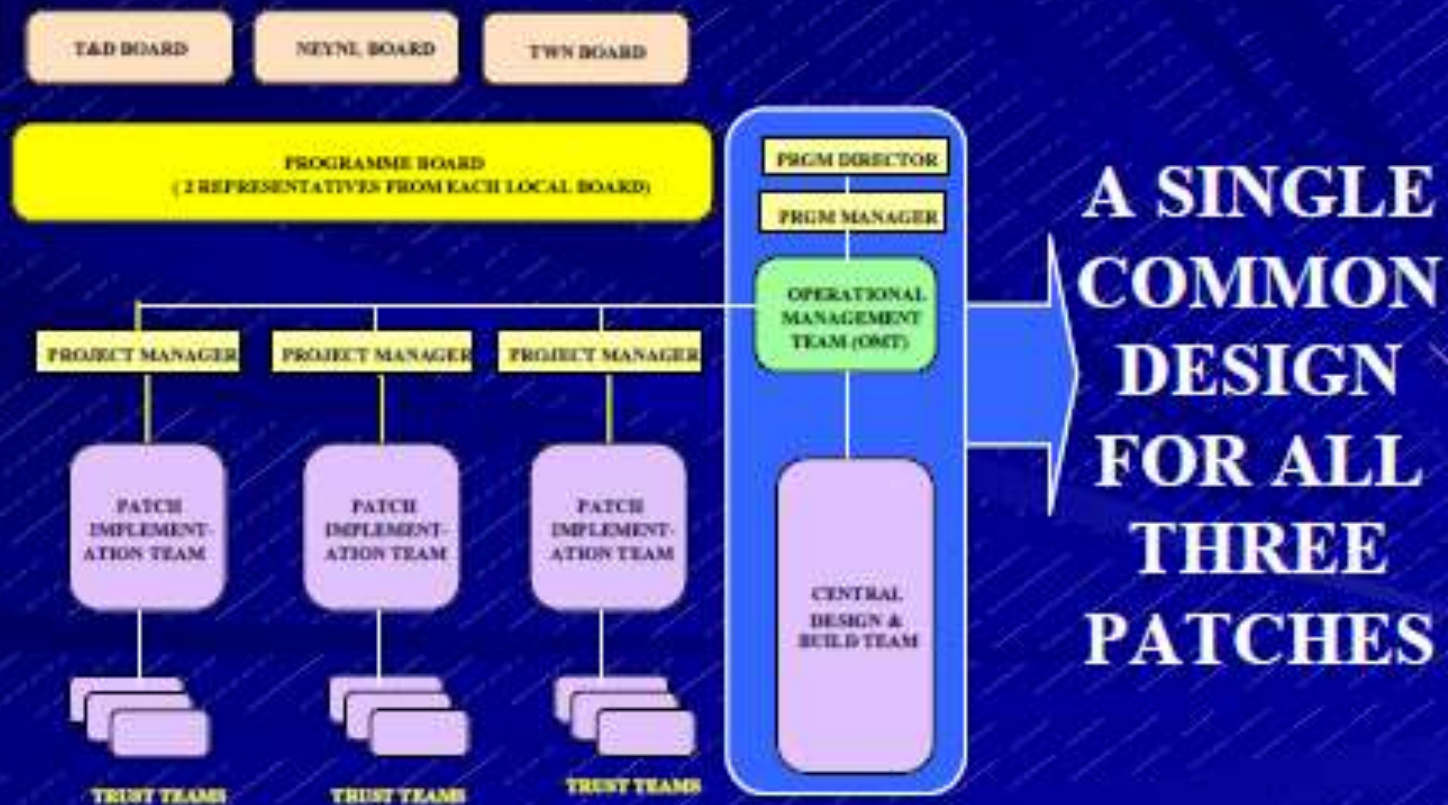 T&D BOARD
NEYNL BOARD
TWN BOARD
PROGRAMME BOARD
( 2 REPRESENTATIVES FROM EACH LOCAL BOARD)
PRGM DIRECTOR
PRGM MANAGER
OPERATIONAL
MANAGEMENT
TEAM (OMT)
PROJECT MANAGER
PROJECT MANAGER
PROJECT MANAGER
PATCH
IMPLEMENT-
ATION TEAM
PATCH
IMPLEMENT-
ATION TEAM
PATCH
IMPLEMENT-
ATION TEAM
CENTRAL
DESIGN &
BUILD TEAM
TRUST TEAMS
TRUST TEAMS
TRUST TEAMS
A SINGLE
COMMON
DESIGN
FOR ALL
THREE
PATCHES